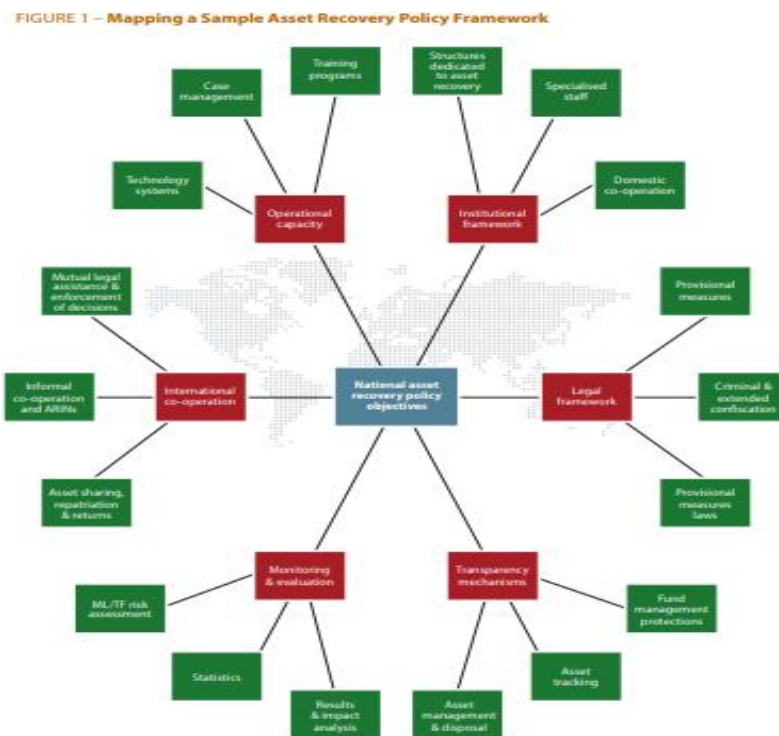 FIGURE 1 – Mapping a Sample Asset Recovery Policy Framework
Case
management
Training
programs
Structures
dedicated
to asset
recovery
Specialised
staff
Technology
systems
Operational
capacity
Institutional
framework
Domestic
co-operation
Mutual legal
assistance &
enforcement
of decisions
Provisional
measures
Informal
co-operation
and ARINs
International
co-operation
National asset
recovery policy
objectives
Legal
framework
Criminal &
extended
confiscation
Asset sharing,
repatriation
& returns
Provisional
measures
laws
Monitoring
& evaluation
Transparency
mechanisms
ML/TF risk
assessment
Fund
management
protections
Statistics
Asset
tracking
Results
& impact
analysis
Asset
management
& disposal